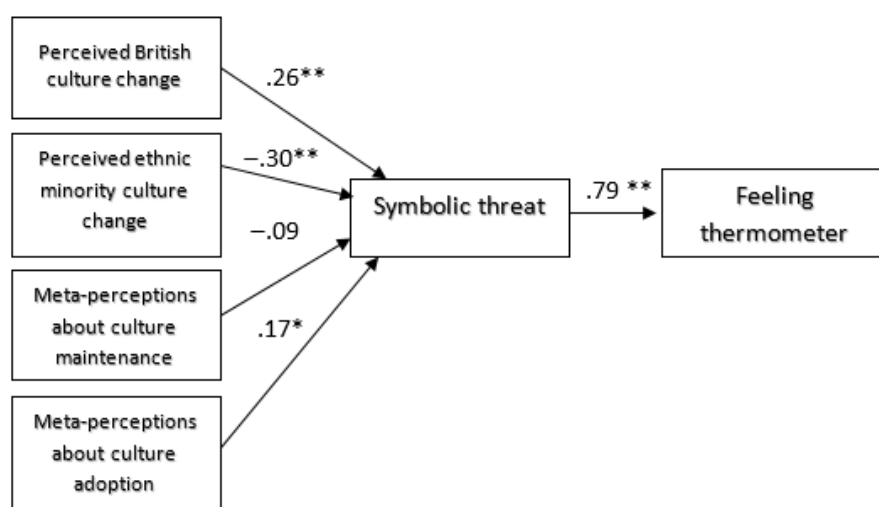 Perceived British
culture change
.26**
Perceived ethnic
minority culture
change
−.30**
Symbolic threat
.79 **
Feeling
thermometer
−.09
Meta-perceptions
about culture
maintenance
.17*
Meta-perceptions
about culture
adoption